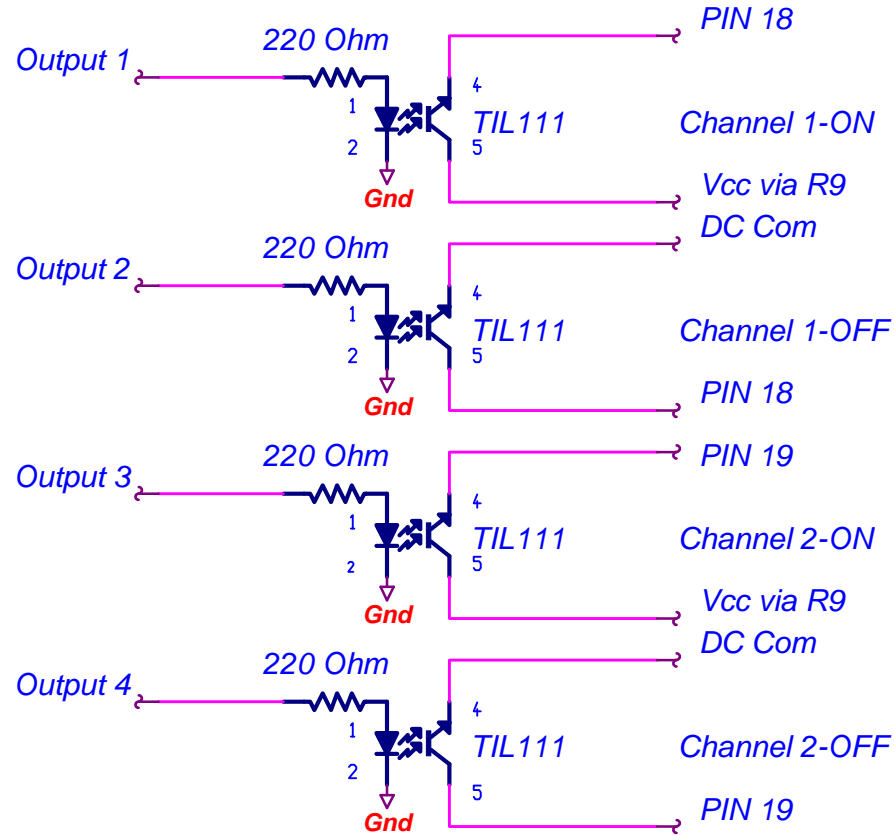 PIN 18
220 Ohm
Output 1
4
1
TIL111
Channel 1-ON
2
5
Gnd
Vcc via R9
DC Com
220 Ohm
Output 2
4
1
TIL111
Channel 1-OFF
2
5
Gnd
PIN 18
220 Ohm
PIN 19
Output 3
4
1
TIL111
Channel 2-ON
2
5
Gnd
Vcc via R9
DC Com
220 Ohm
Output 4
4
1
TIL111
Channel 2-OFF
2
5
Gnd
PIN 19